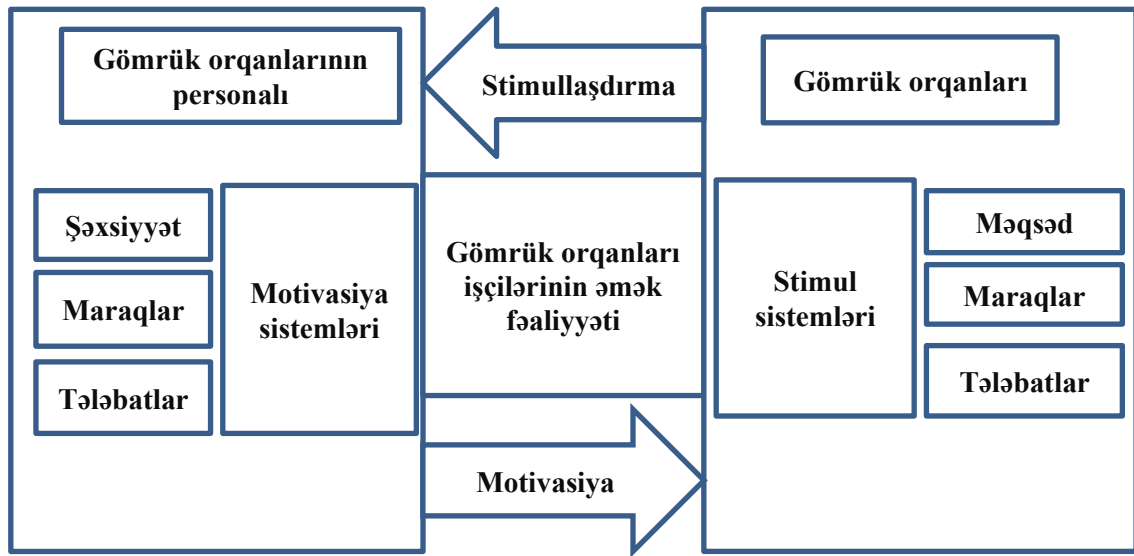 Gömrük orqanlarının
personalı
Stimullaşdırma
Gömrük orqanları
Şəxsiyyət
Maraqlar
Tələbatlar
Motivasiya
sistemləri
Gömrük orqanları
işçilərinin əmək
fəaliyyəti
Stimul
sistemləri
Məqsəd
Maraqlar
Tələbatlar
Motivasiya